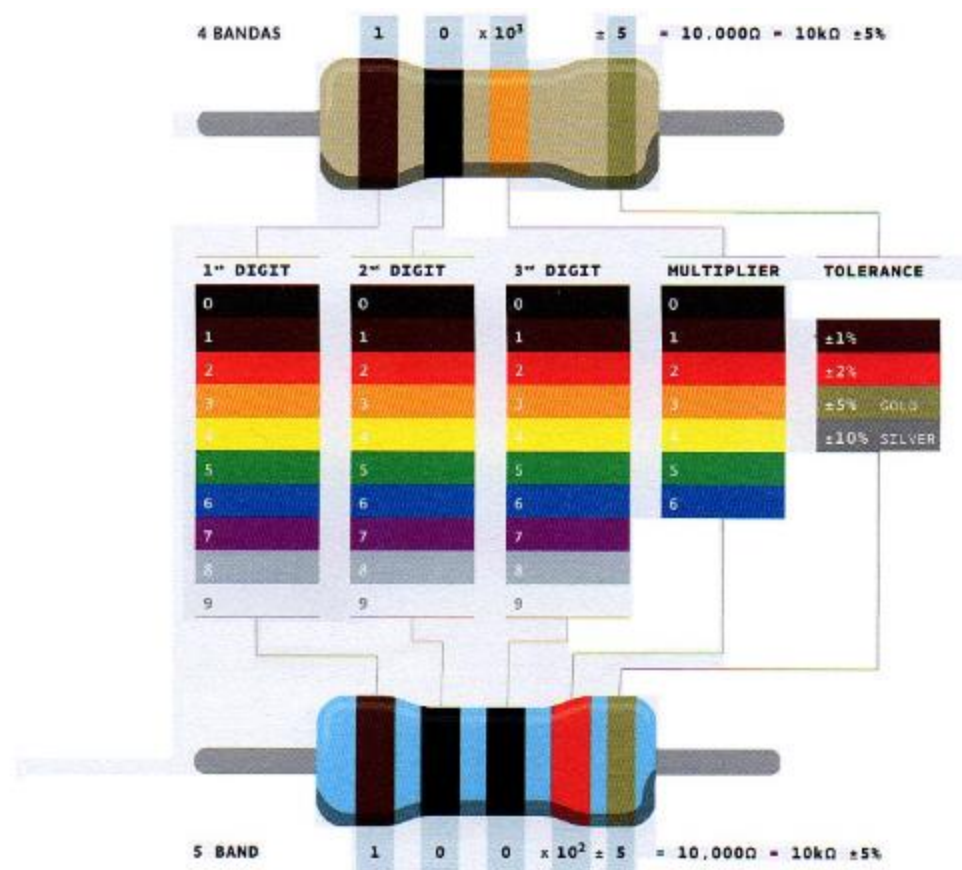 4 BANDAS 1 0 x 10³ ± 5 = 10.000Ω = 10kΩ ±5%
1ˢᵗ DIGIT 2ⁿᵈ DIGIT 3ʳᵈ DIGIT MULTIPLIER TOLERANCE
0 0 0 0
1 1 1 1 ±1%
2 2 2 2 ±2%
3 3 3 3 ±5% GOLD
4 4 4 4 ±10% SILVER
5 5 5 5
6 6 6 6
7 7 7
8 8 8
9 9 9
5 BAND 1 0 0 x 10² ± 5 = 10,000Ω = 10kΩ ±5%